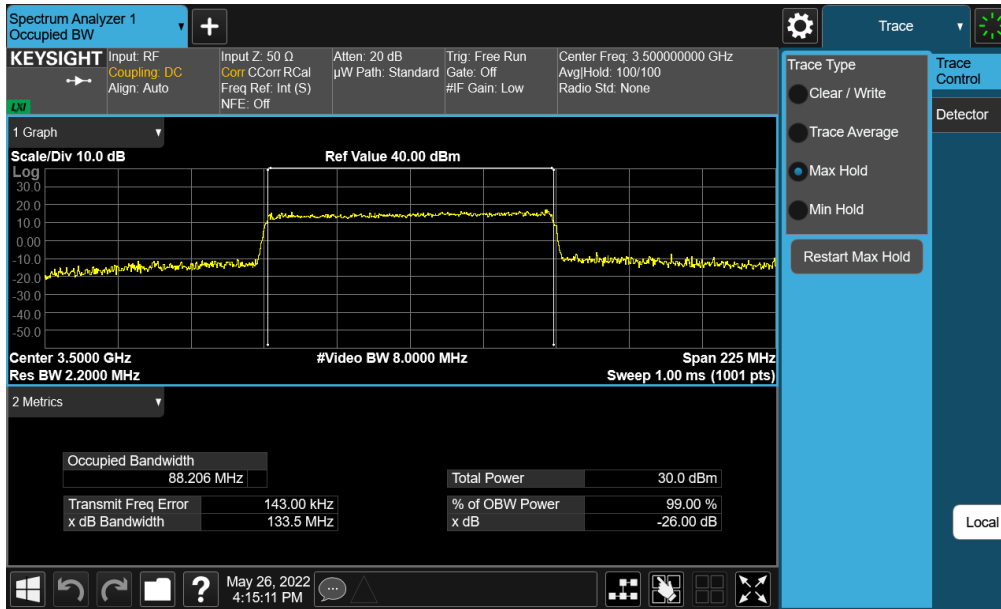 Spectrum Analyzer 1
Occupied BW
+
Trace
KEYSIGHT
LXI
Input: RF
Coupling: DC
Align: Auto
Input Z: 50 Ω
Corr CCorr RCal
Freq Ref: Int (S)
NFE: Off
Atten: 20 dB
µW Path: Standard
Trig: Free Run
Gate: Off
#IF Gain: Low
Center Freq: 3.500000000 GHz
Avg|Hold: 100/100
Radio Std: None
1 Graph
Scale/Div 10.0 dB
Ref Value 40.00 dBm
Log
30.0
20.0
10.0
0.00
-10.0
-20.0
-30.0
-40.0
-50.0
Center 3.5000 GHz
#Video BW 8.0000 MHz
Span 225 MHz
Res BW 2.2000 MHz
Sweep 1.00 ms (1001 pts)
2 Metrics
Occupied Bandwidth
88.206 MHz
Total Power 30.0 dBm
Transmit Freq Error 143.00 kHz
% of OBW Power 99.00 %
x dB Bandwidth 133.5 MHz
x dB -26.00 dB
Trace Type
Clear / Write
Trace Average
Max Hold
Min Hold
Restart Max Hold
Trace
Control
Detector
Local
?
May 26, 2022
4:15:11 PM